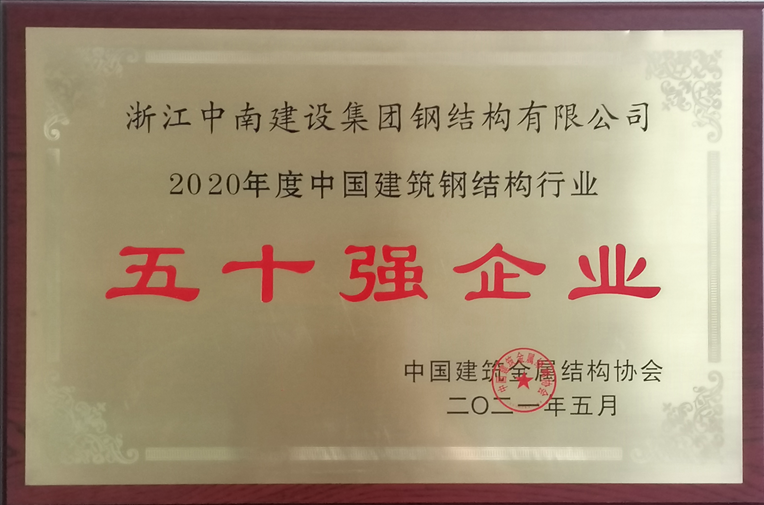 浙江中南建设集团钢结构有限公司
2020年度中国建筑钢结构行业
五十强企业
中国建筑金属结构协会
二〇二一年五月